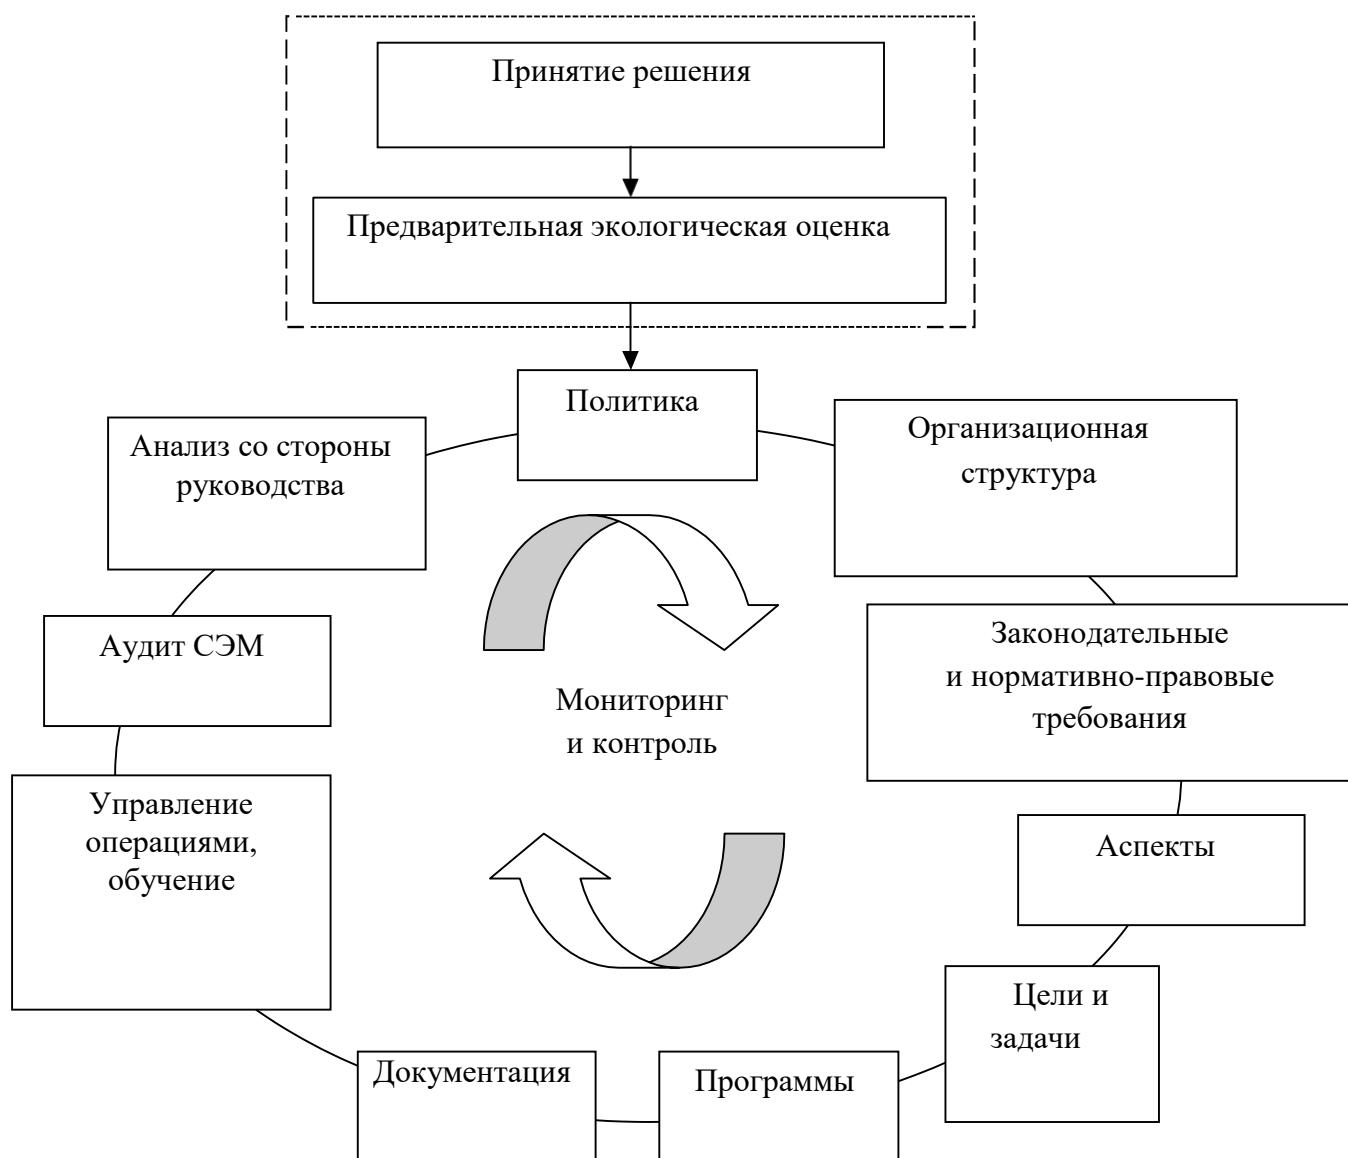 Принятие решения
Предварительная экологическая оценка
Политика
Организационная
структура
Анализ со стороны
руководства
Законодательные
и нормативно-правовые
требования
Аудит СЭМ
Мониторинг
и контроль
Управление
операциями,
обучение
Аспекты
Цели и
задачи
Документация
Программы